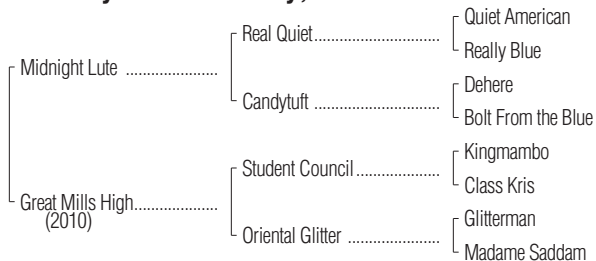 Quiet American
Real Quiet
Really Blue
Midnight Lute
Dehere
Candytuft
Bolt From the Blue
Kingmambo
Student Council
Class Kris
Great Mills High
(2010)
Glitterman
Oriental Glitter
Madame Saddam